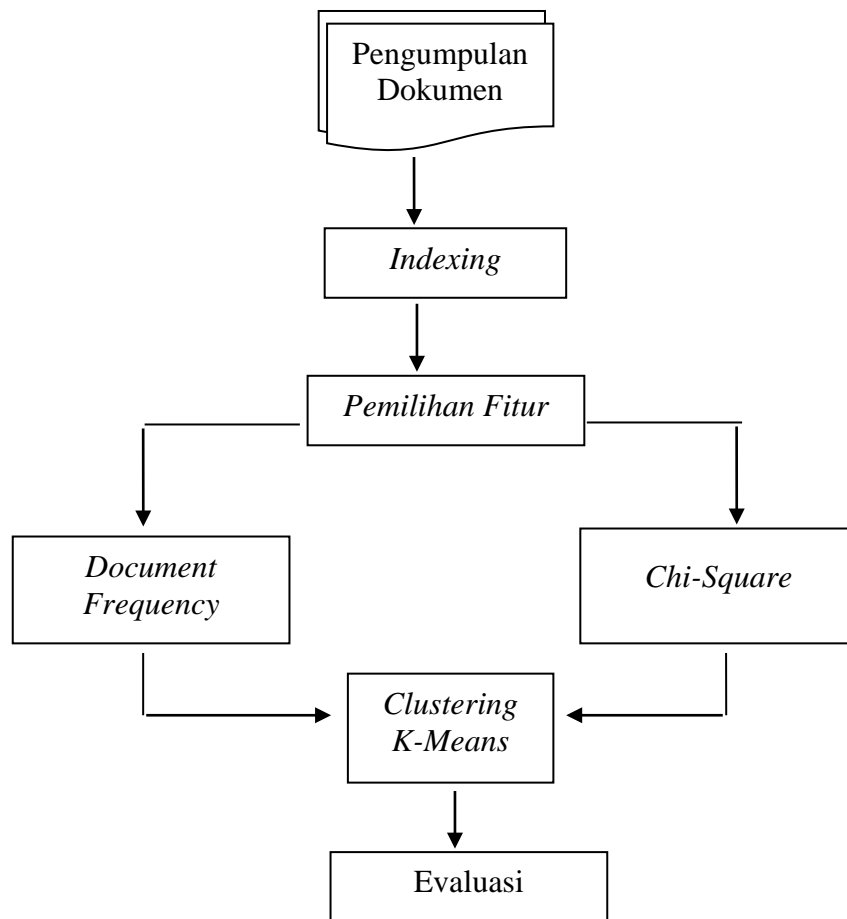 Pengumpulan
Dokumen
Indexing
Pemilihan Fitur
Document
Frequency
Chi-Square
Clustering
K-Means
Evaluasi